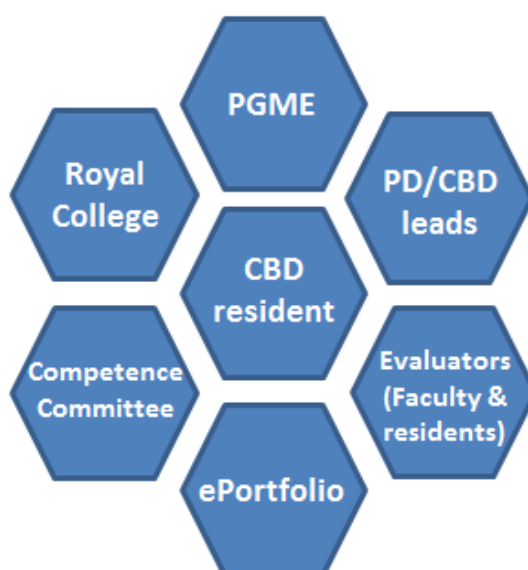 PGME
Royal
College
PD/CBD
leads
CBD
resident
Competence
Committee
Evaluators
(Faculty &
residents)
ePortfolio